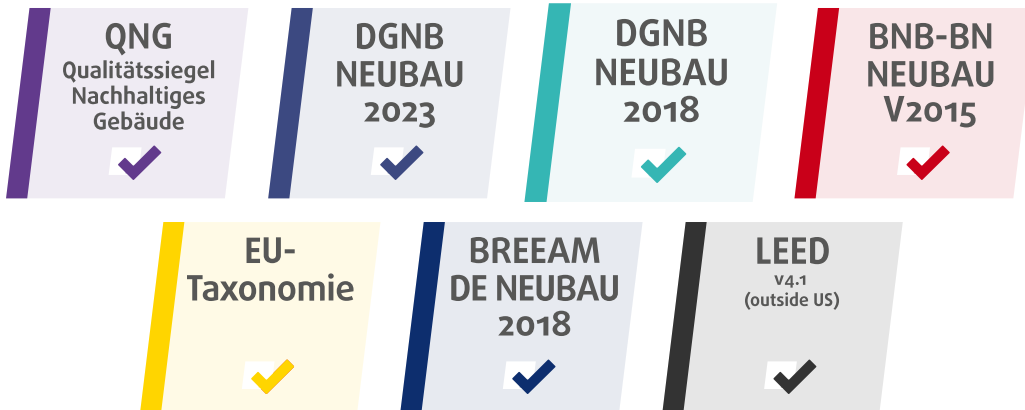 QNG
Qualitätssiegel
Nachhaltiges
Gebäude
DGNB
NEUBAU
2023
DGNB
NEUBAU
2018
BNB-BN
NEUBAU
V2015
EU-
Taxonomie
BREEAM
DE NEUBAU
2018
LEED
v4.1
(outside US)